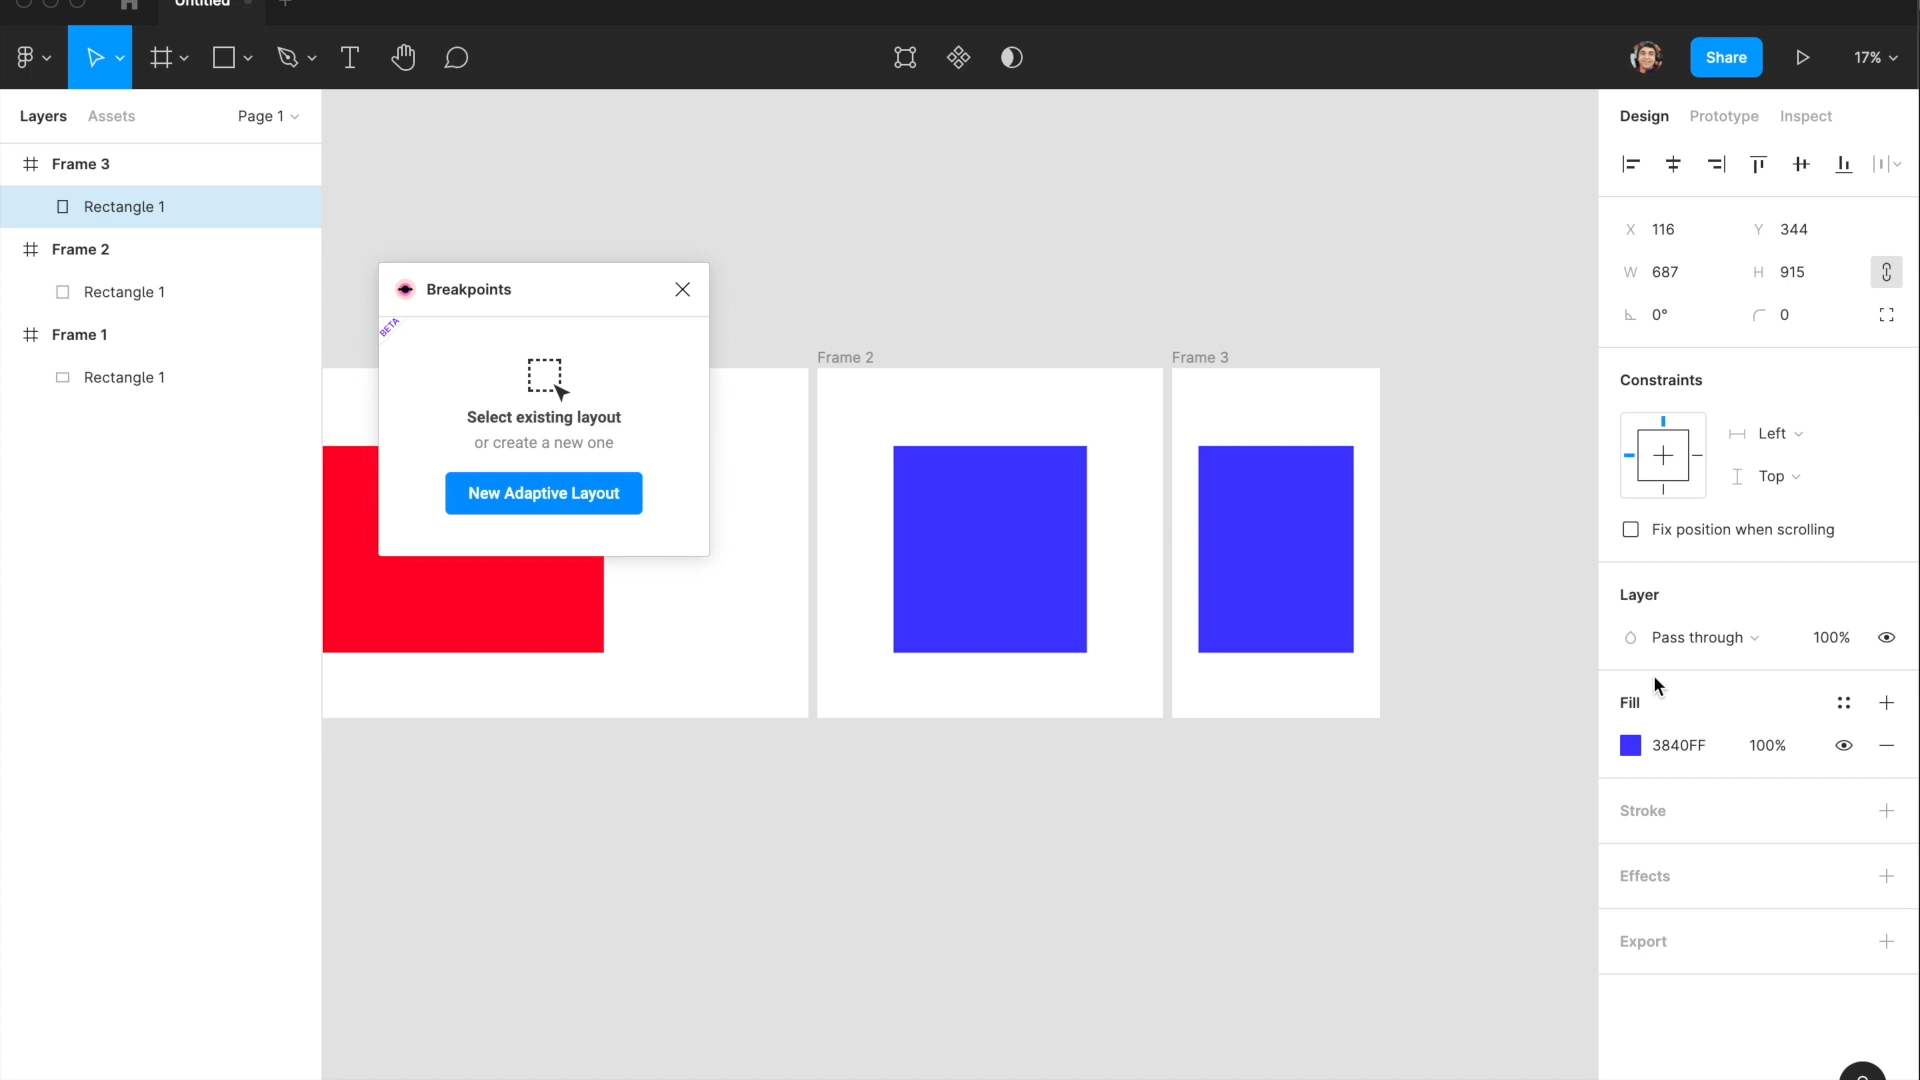 Untitled
Share
17%
Layers
Assets
Page 1
Design
Prototype
Inspect
Frame 3
Rectangle 1
Frame 2
Rectangle 1
Frame 1
Rectangle 1
Breakpoints
BETA
Select existing layout
or create a new one
New Adaptive Layout
Frame 2
Frame 3
X 116
Y 344
W 687
H 915
0°
0
Constraints
Left
Top
Fix position when scrolling
Layer
Pass through
100%
Fill
3840FF
100%
Stroke
Effects
Export